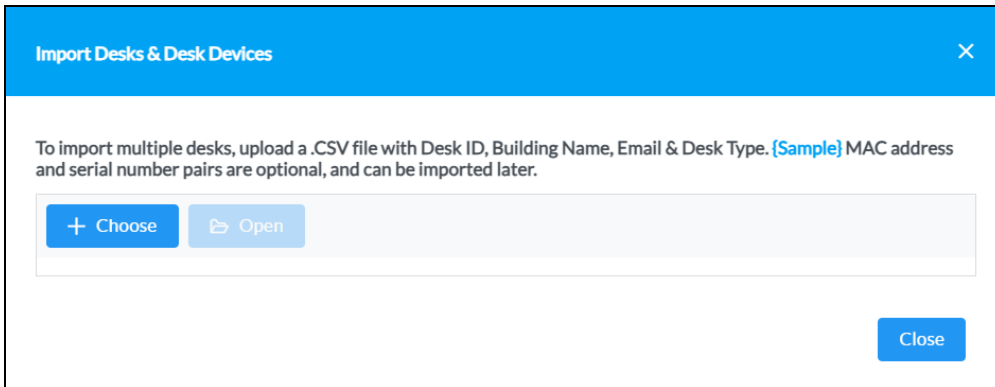 Import Desks & Desk Devices
To import multiple desks, upload a .CSV file with Desk ID, Building Name, Email & Desk Type. {Sample} MAC address
and serial number pairs are optional, and can be imported later.
Choose
Open
Close